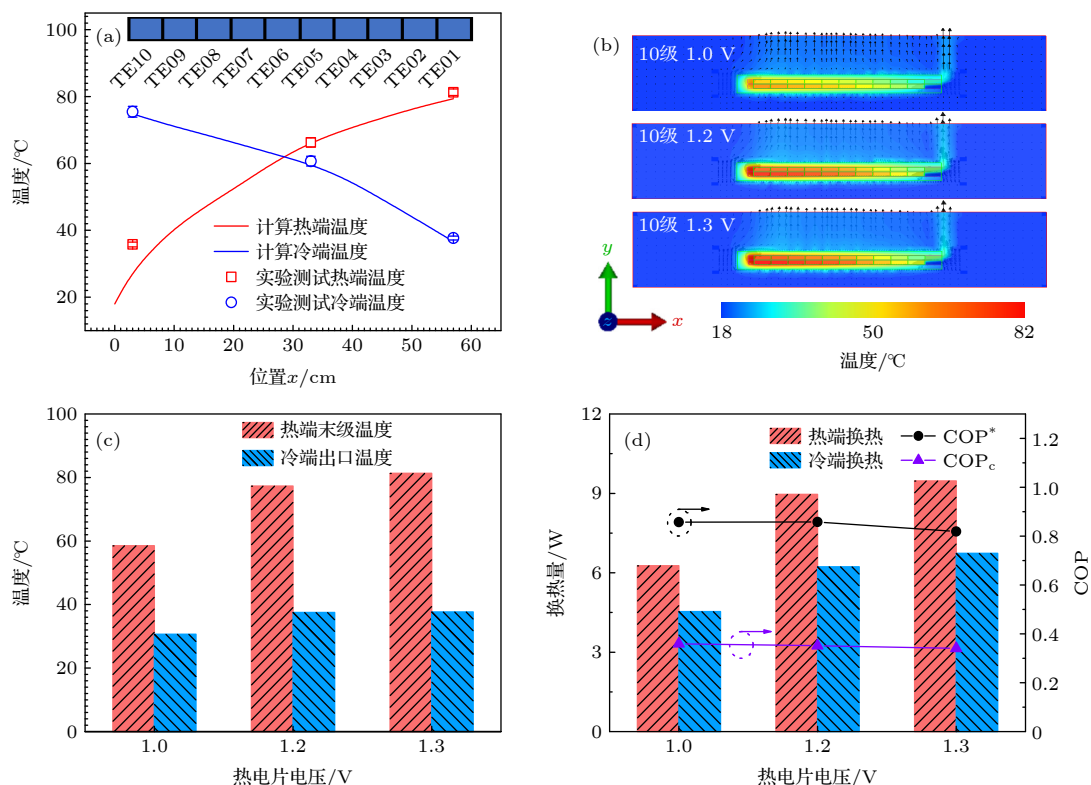 (a)
100
80
60
40
20
温度/℃
TE10 TE09 TE08 TE07 TE06 TE05 TE04 TE03 TE02 TE01
计算热端温度
计算冷端温度
实验测试热端温度
实验测试冷端温度
0 10 20 30 40 50 60
位置x/cm
(b)
10级 1.0 V
10级 1.2 V
10级 1.3 V
y
x
18 50 82
温度/℃
(c)
100
80
60
40
20
0
温度/℃
热端末级温度
冷端出口温度
1.0 1.2 1.3
热电片电压/V
(d)
12
9
6
3
0
换热量/W
热端换热 COP*
冷端换热 COPc
1.2
1.0
0.8
0.6
0.4
0.2
0
COP
1.0 1.2 1.3
热电片电压/V